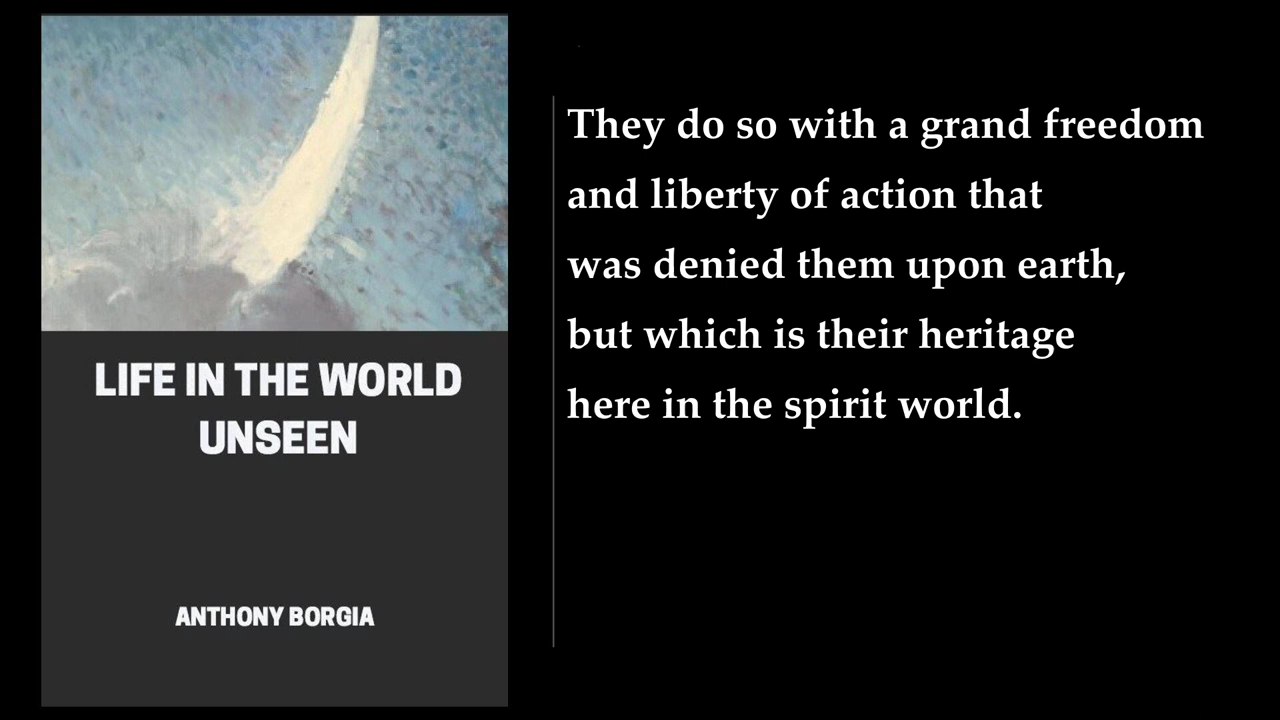 LIFE IN THE WORLD
UNSEEN
ANTHONY BORGIA
They do so with a grand freedom
and liberty of action that
was denied them upon earth,
but which is their heritage
here in the spirit world.